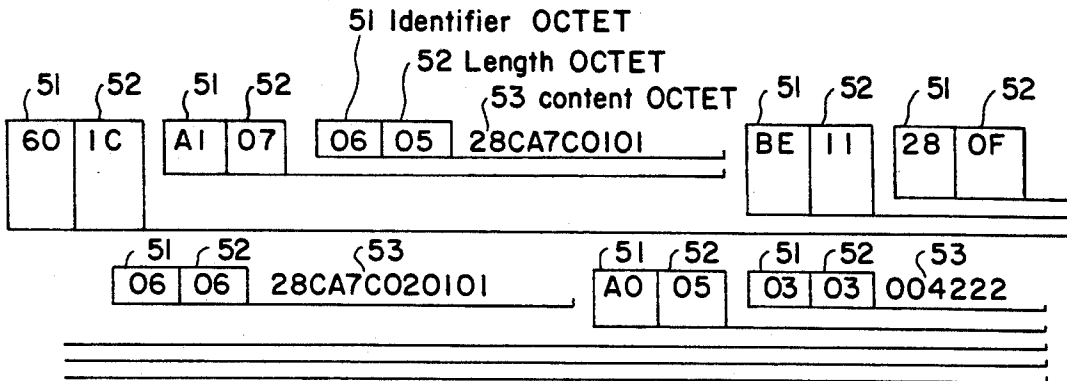 51 Identifier OCTET
52 Length OCTET
51 52 51 52 53 content OCTET 51 52 51 52
60 1C A1 07 06 05 28CA7C0101 BE 11 28 0F
51 52 53 51 52 51 52 53
06 06 28CA7C020101 A0 05 03 03 004222